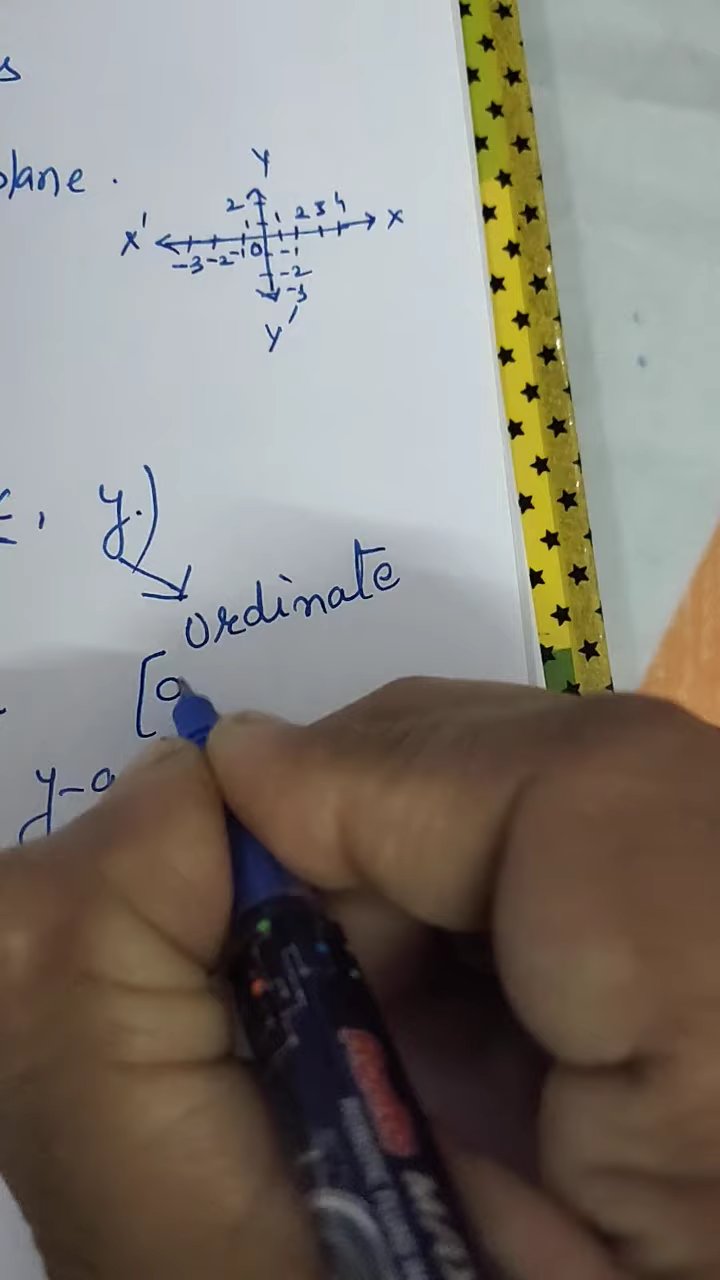 s
plane.
Y
2
1 1 2 3 4 X
X'
-3 -2 -1 0 -1
-2
-3
Y'
, y.)
ordinate
[o
y-a